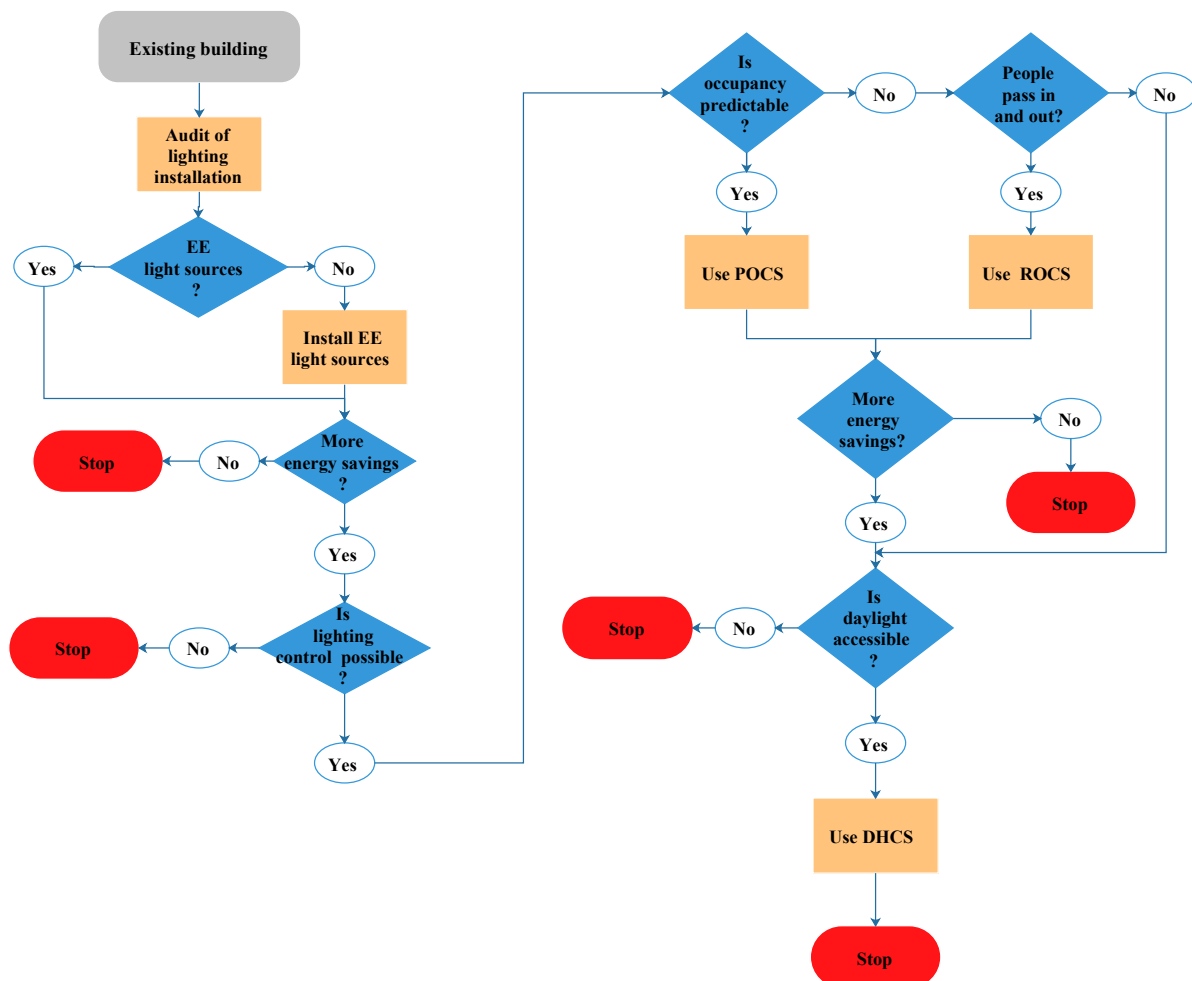 Existing building
Audit of
lighting
installation
EE
light sources
?
Yes
No
Install EE
light sources
More
energy savings
?
No
Stop
Yes
Is
lighting
control possible
?
No
Stop
Yes
Is
occupancy
predictable
?
No
People
pass in
and out?
No
Yes
Yes
Use POCS
Use ROCS
More
energy
savings?
No
Stop
Yes
Is
daylight
accessible
?
No
Stop
Yes
Use DHCS
Stop